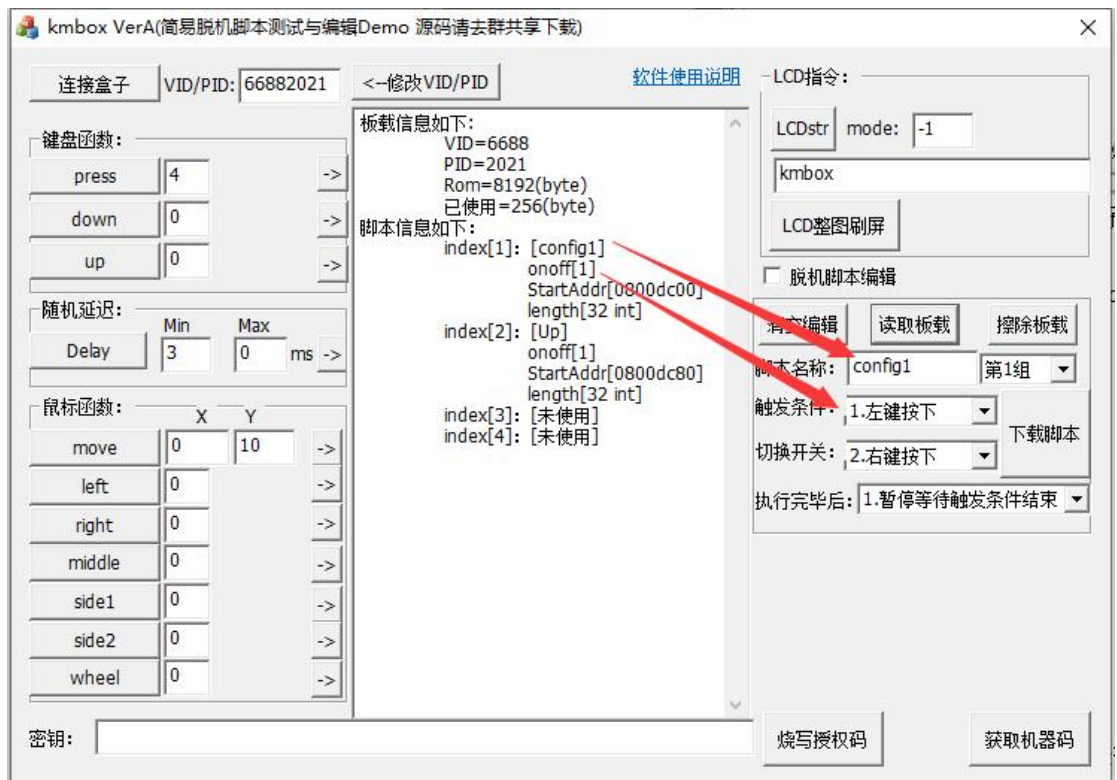 kmbox VerA(简易脱机脚本测试与编辑Demo 源码请去群共享下载)
连接盒子 VID/PID: 66882021 <--修改VID/PID 软件使用说明
键盘函数:
press 4 ->
down 0 ->
up 0 ->
随机延迟:
Min Max
Delay 3 0 ms ->
鼠标函数:
X Y
move 0 10 ->
left 0 ->
right 0 ->
middle 0 ->
side1 0 ->
side2 0 ->
wheel 0 ->
板载信息如下:
VID=6688
PID=2021
Rom=8192(byte)
已使用=256(byte)
脚本信息如下:
index[1]: [config1]
onoff[1]
StartAddr[0800dc00]
length[32 int]
index[2]: [Up]
onoff[1]
StartAddr[0800dc80]
length[32 int]
index[3]: [未使用]
index[4]: [未使用]
LCD指令:
LCDstr mode: -1
kmbox
LCD整图刷屏
脱机脚本编辑
清空编辑 读取板载 擦除板载
脚本名称: config1 第1组
触发条件: 1.左键按下
切换开关: 2.右键按下
下载脚本
执行完毕后: 1.暂停等待触发条件结束
密钥: 烧写授权码 获取机器码